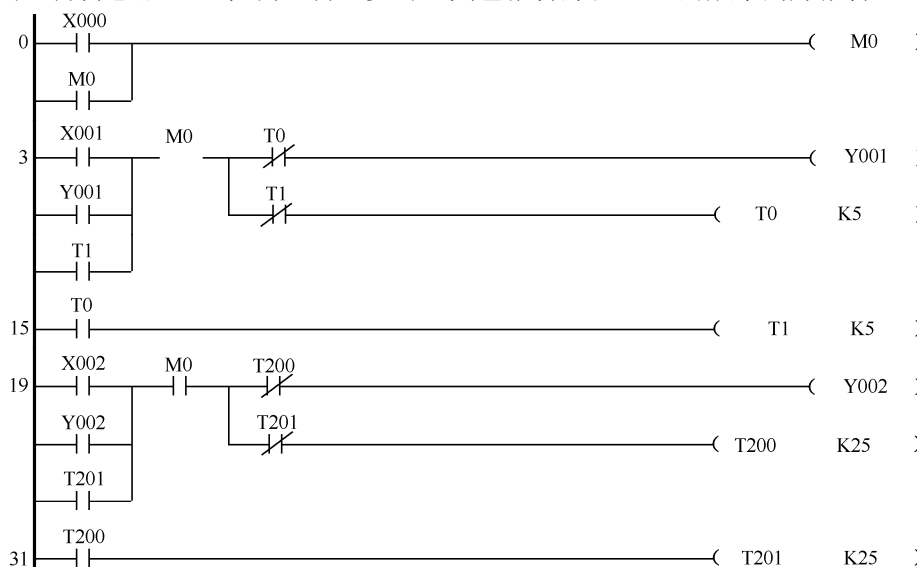 X000
0 M0
M0
X001 M0 T0
3 Y001
Y001 T1
T0 K5
T1
T0
15 T1 K5
X002 M0 T200
19 Y002
Y002 T201
T200 K25
T201
T200
31 T201 K25